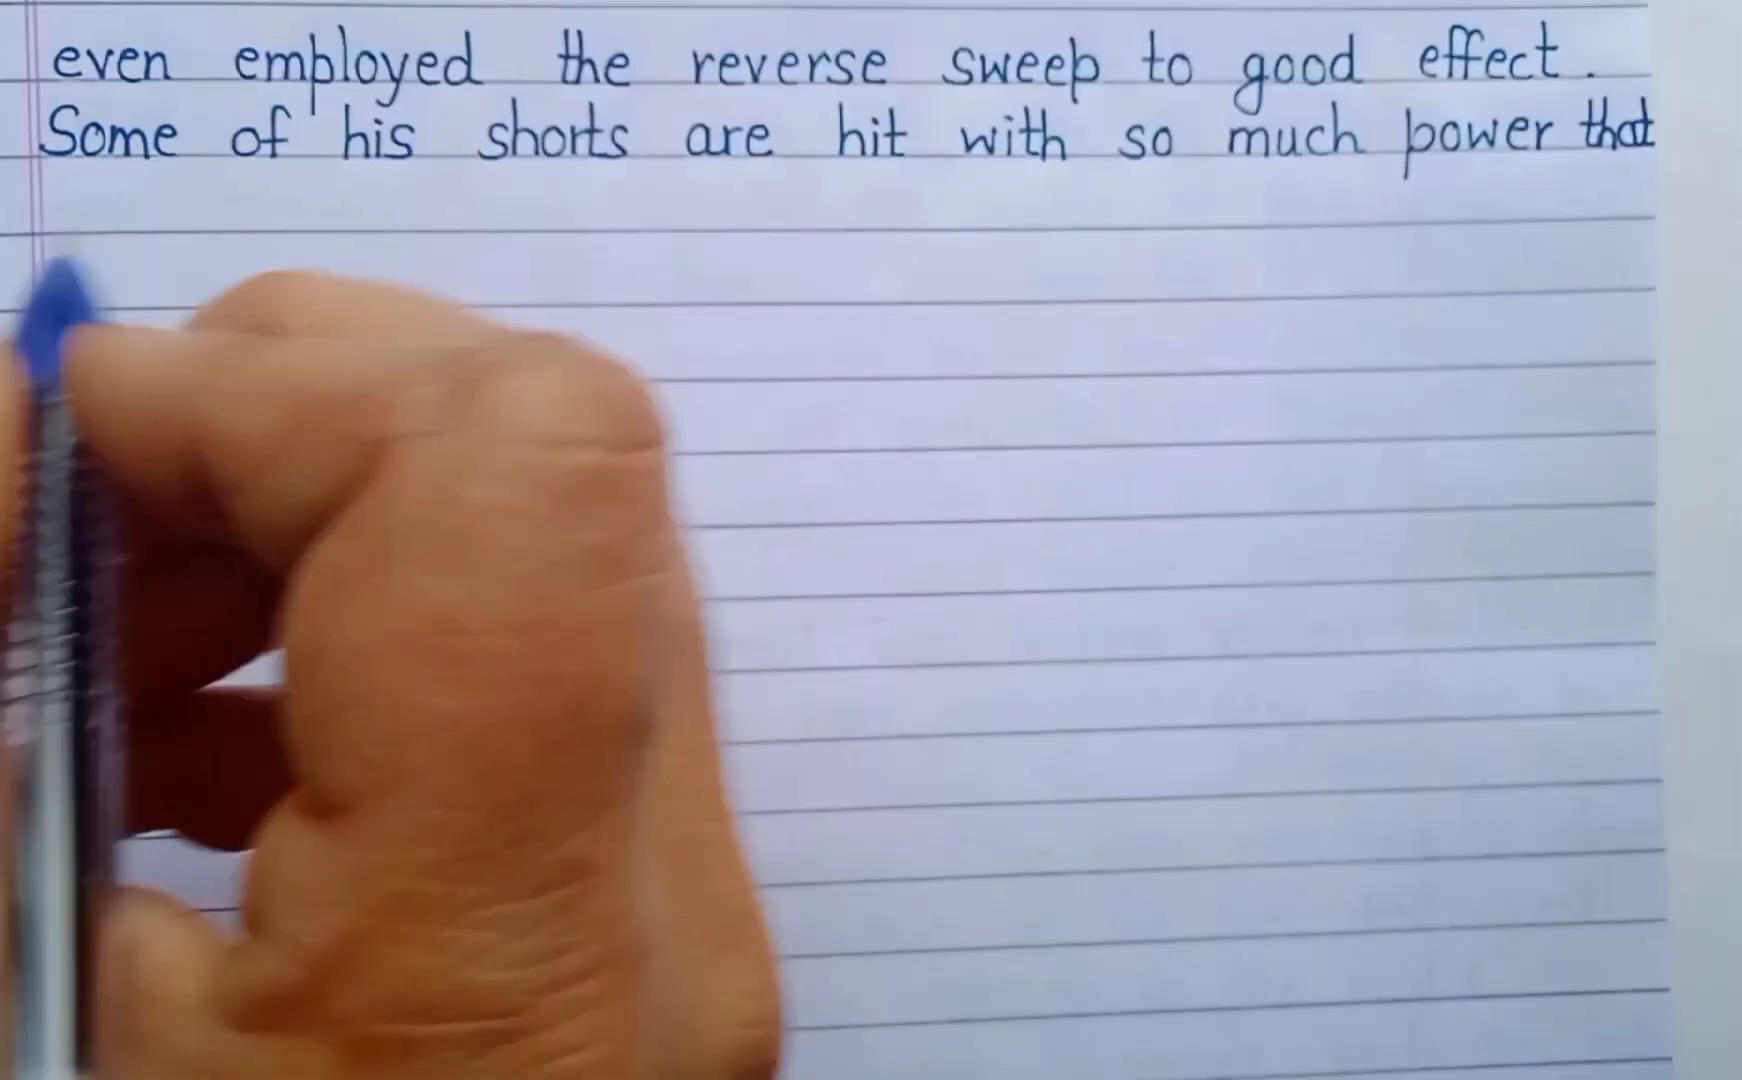 even employed the reverse sweep to good effect.
Some of his shorts are hit with so much power that